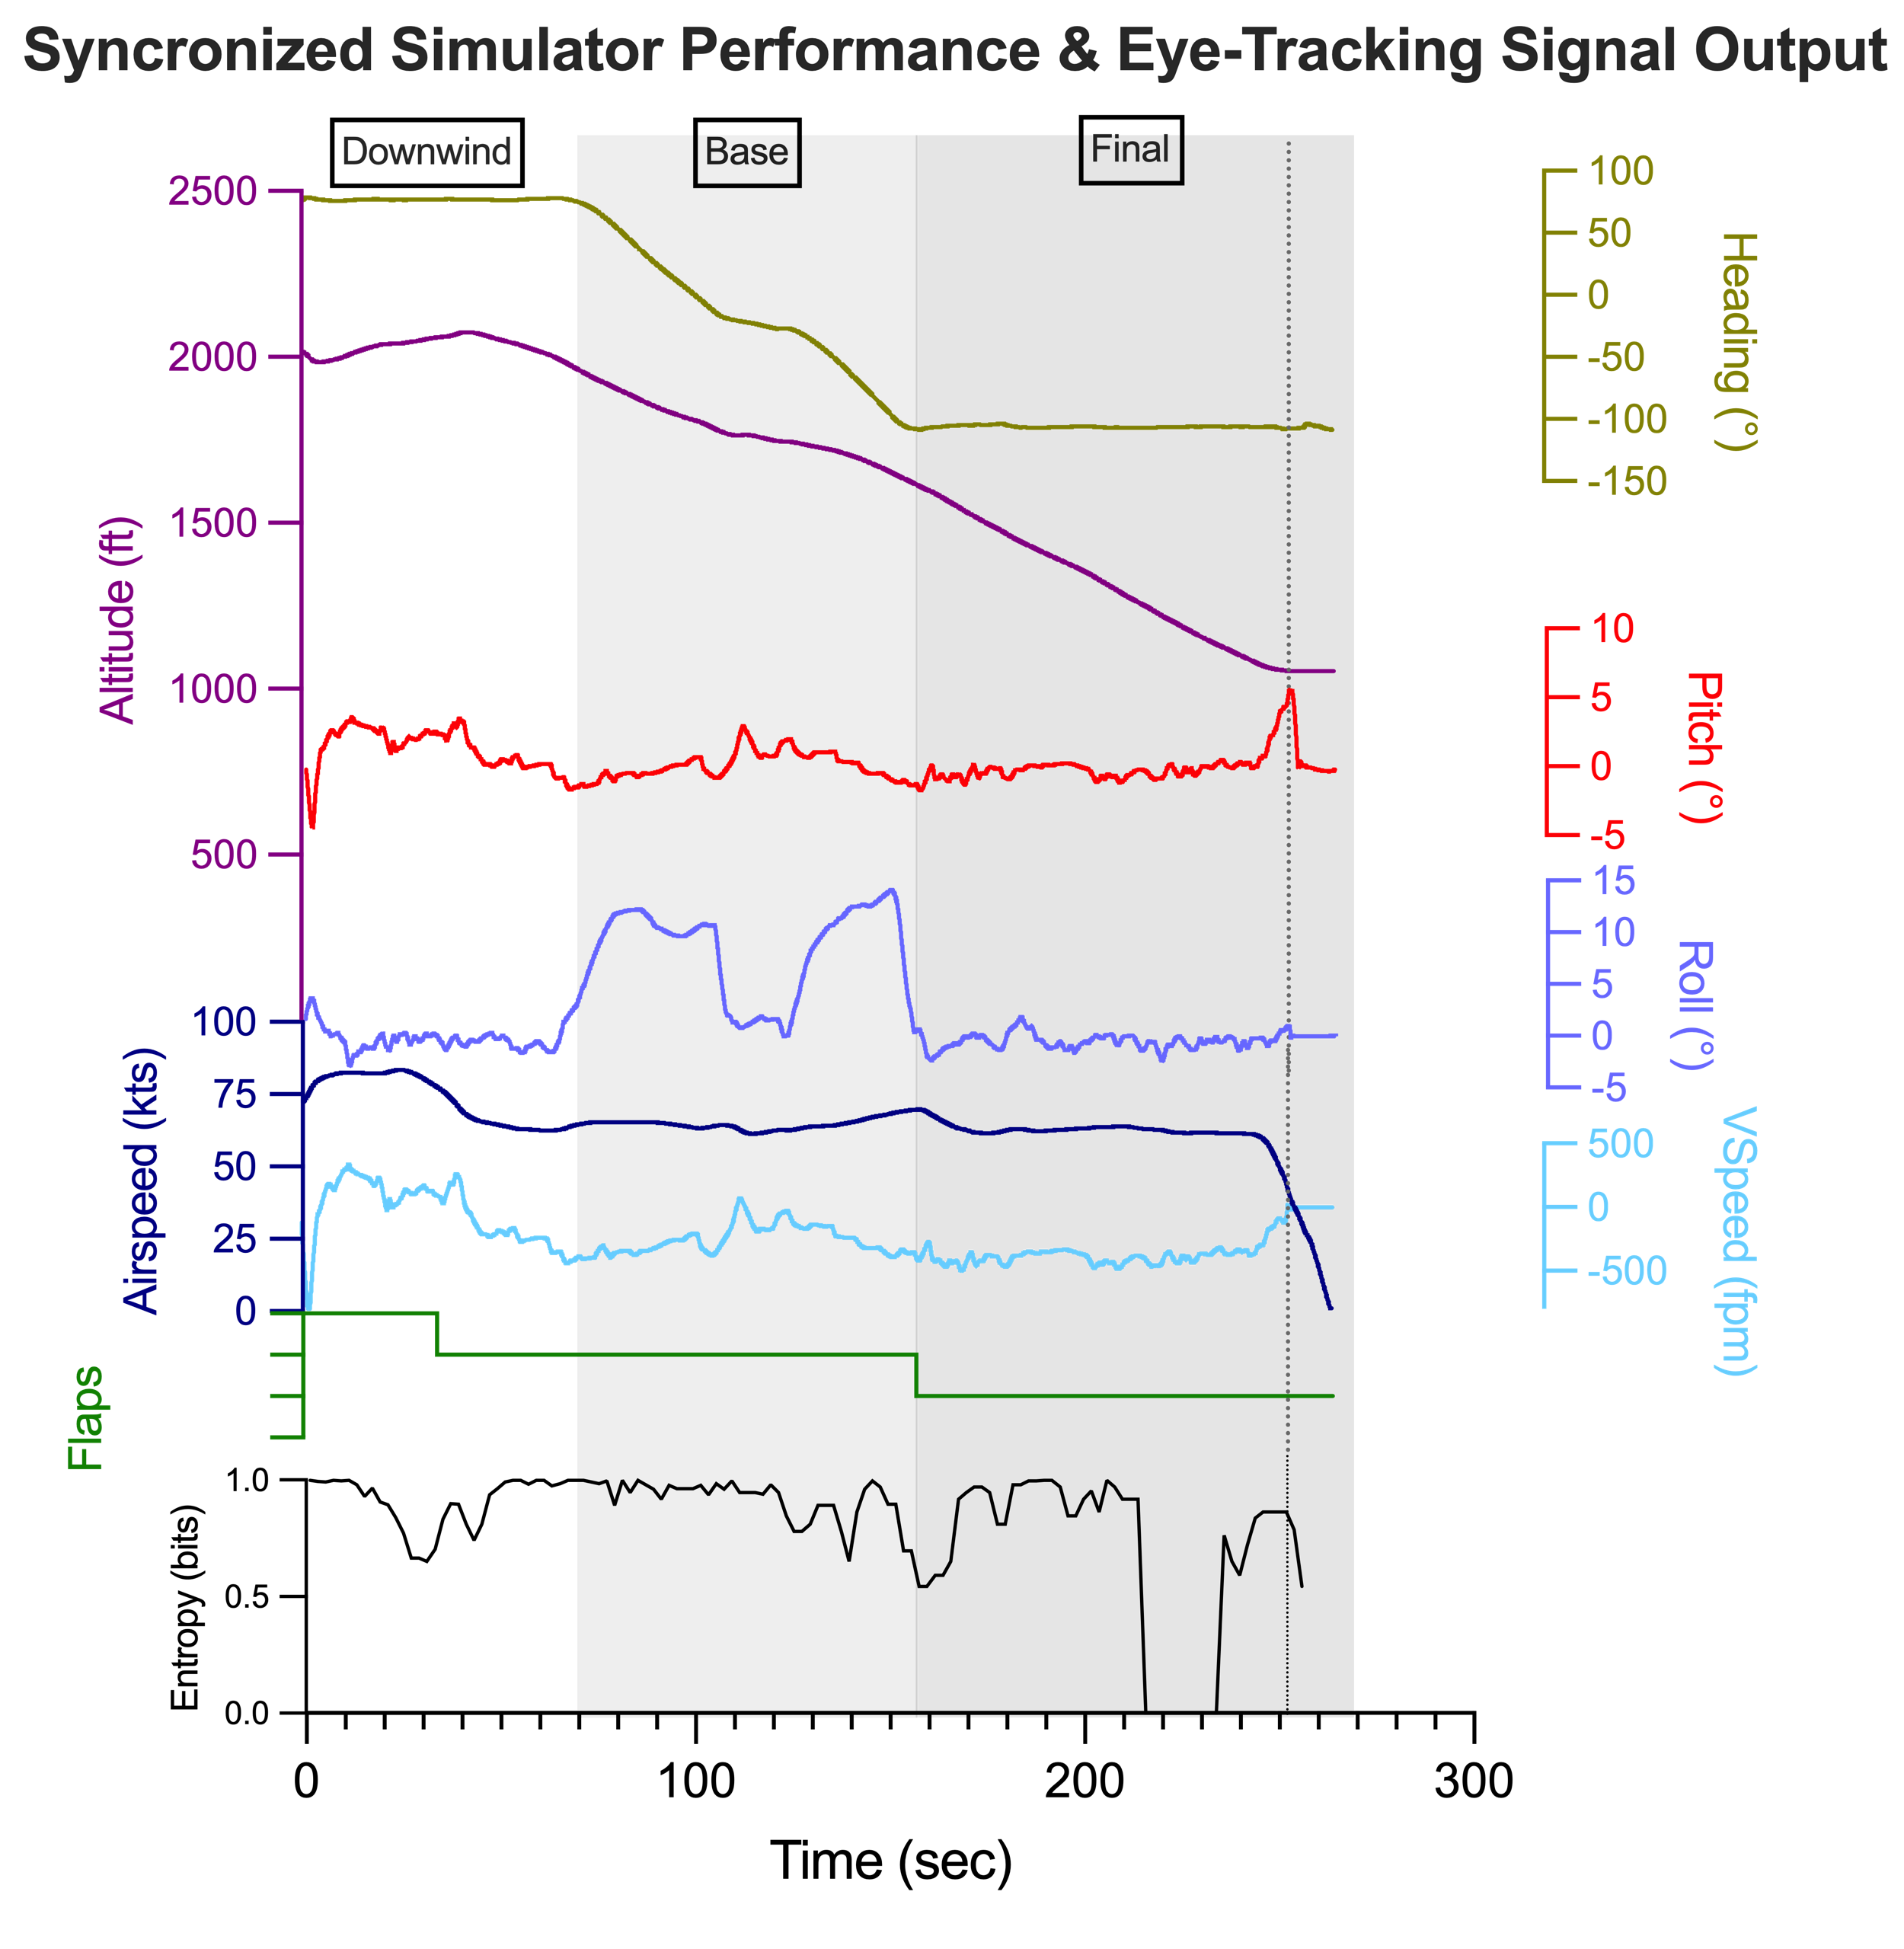 Syncronized Simulator Performance & Eye-Tracking Signal Output
Downwind
Base
Final
2500
2000
1500
1000
500
Altitude (ft)
100
75
50
25
0
Airspeed (kts)
Flaps
1.0
0.5
0.0
Entropy (bits)
100
50
0
-50
-100
-150
Heading (°)
10
5
0
-5
Pitch (°)
15
10
5
0
-5
Roll (°)
500
0
-500
VSpeed (fpm)
0
100
200
300
Time (sec)